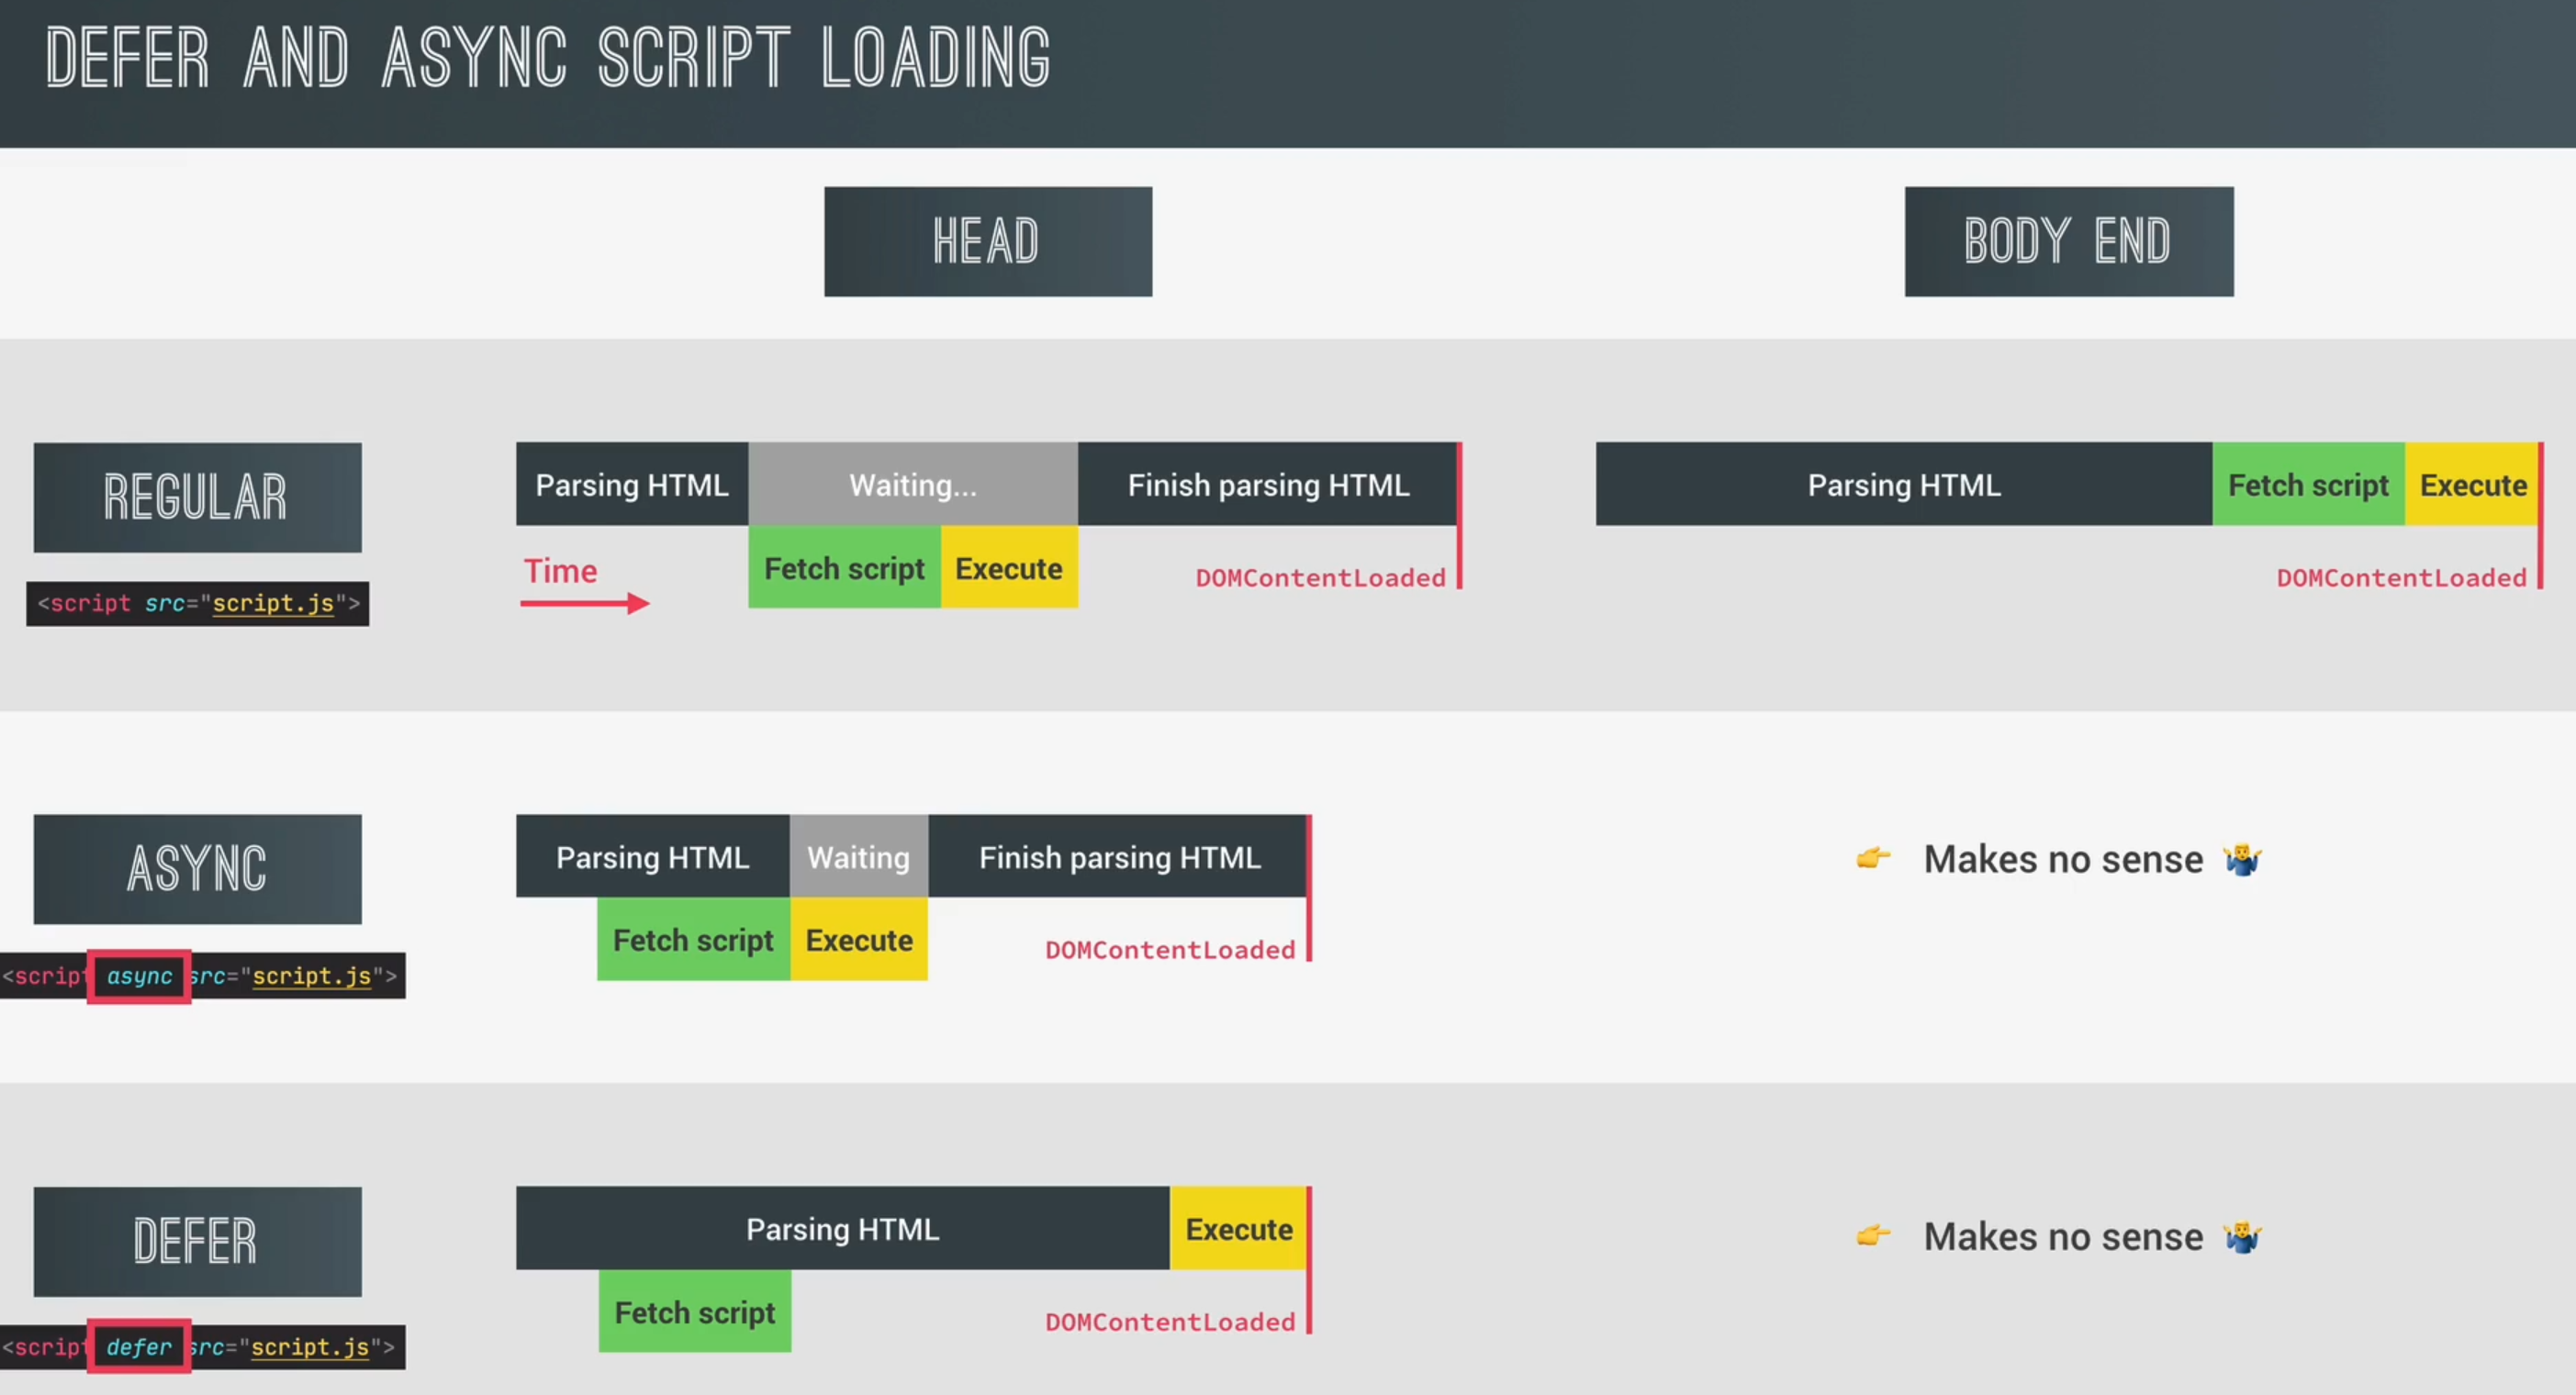 DEFER AND ASYNC SCRIPT LOADING
HEAD
BODY END
REGULAR
<script src="script.js">
Parsing HTML
Waiting...
Finish parsing HTML
Time
Fetch script
Execute
DOMContentLoaded
Parsing HTML
Fetch script
Execute
DOMContentLoaded
ASYNC
<script async src="script.js">
Parsing HTML
Waiting
Finish parsing HTML
Fetch script
Execute
DOMContentLoaded
👉 Makes no sense 🤷‍♂️
DEFER
<script defer src="script.js">
Parsing HTML
Execute
Fetch script
DOMContentLoaded
👉 Makes no sense 🤷‍♂️